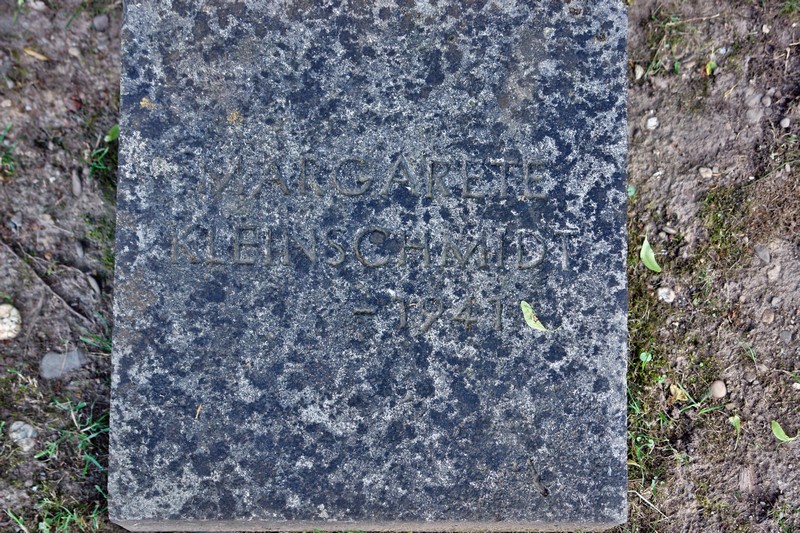 MARGARETE
KLEINSCHMIDT
- 1941